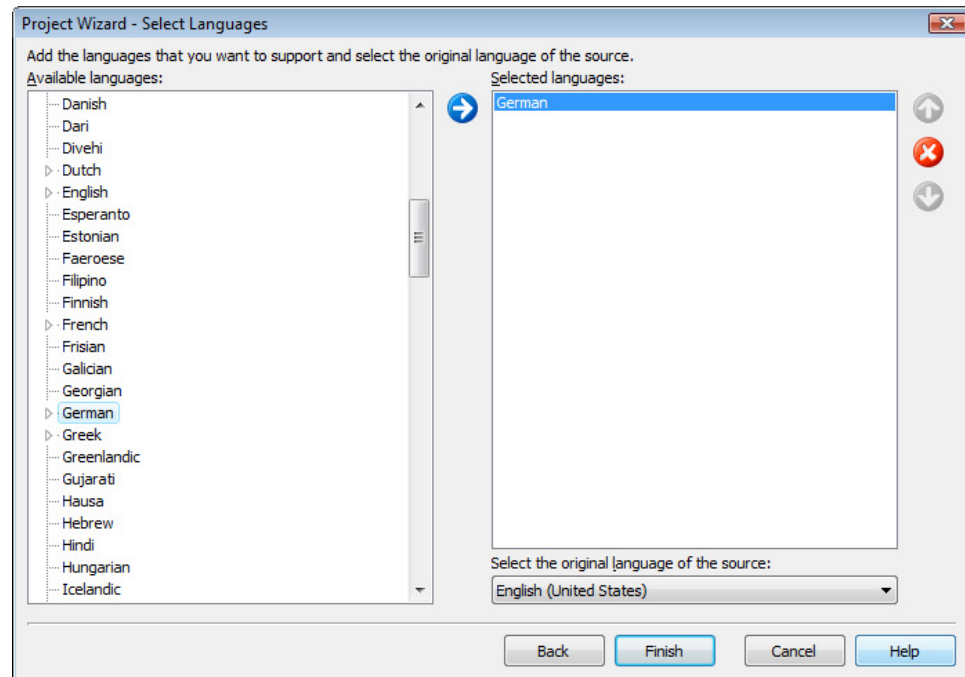 Project Wizard - Select Languages
Add the languages that you want to support and select the original language of the source.
Available languages:
Selected languages:
Danish
Dari
Divehi
Dutch
English
Esperanto
Estonian
Faeroese
Filipino
Finnish
French
Frisian
Galician
Georgian
German
Greek
Greenlandic
Gujarati
Hausa
Hebrew
Hindi
Hungarian
Icelandic
German
Select the original language of the source:
English (United States)
Back
Finish
Cancel
Help